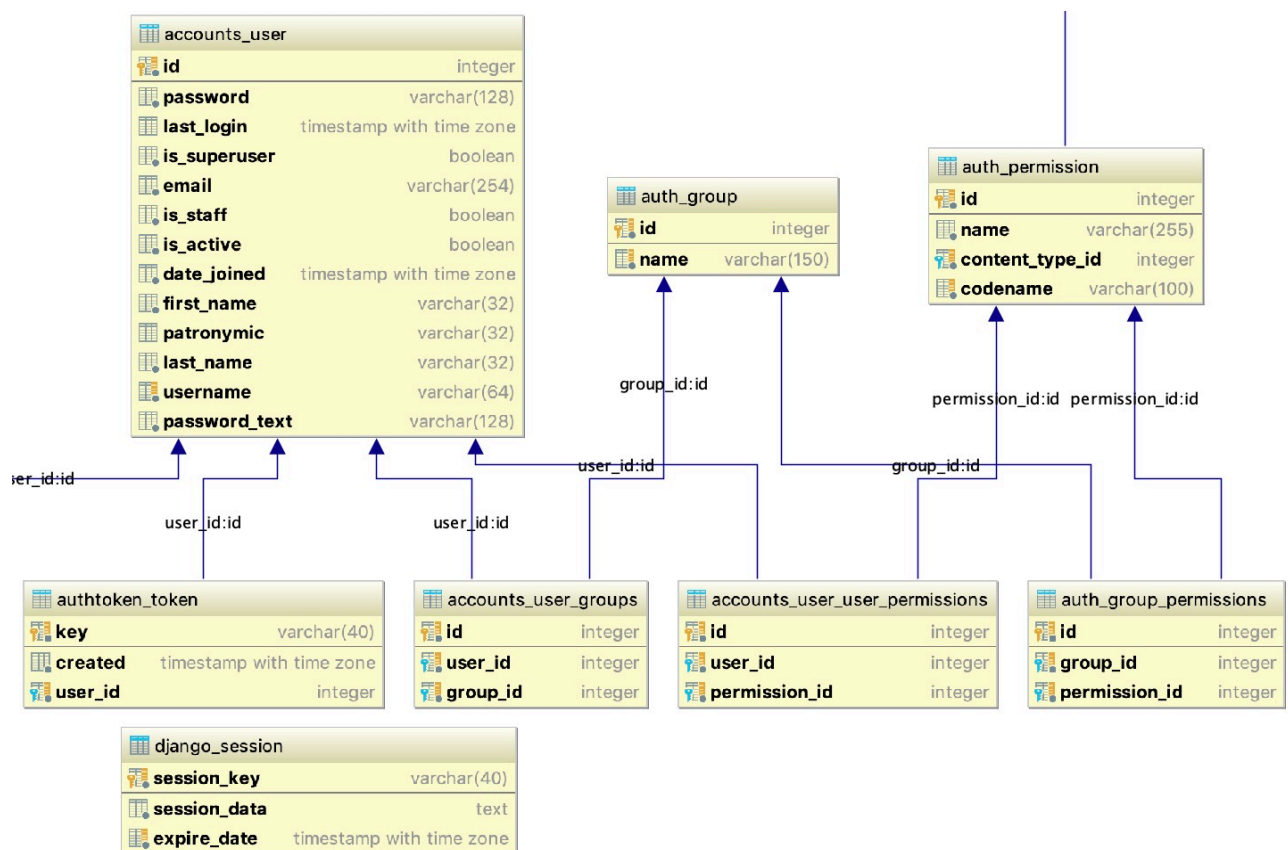 accounts_user
id integer
password varchar(128)
last_login timestamp with time zone
is_superuser boolean
email varchar(254)
is_staff boolean
is_active boolean
date_joined timestamp with time zone
first_name varchar(32)
patronymic varchar(32)
last_name varchar(32)
username varchar(64)
password_text varchar(128)
auth_group
id integer
name varchar(150)
auth_permission
id integer
name varchar(255)
content_type_id integer
codename varchar(100)
group_id:id
permission_id:id
permission_id:id
ser_id:id
user_id:id
group_id:id
user_id:id
user_id:id
authtoken_token
key varchar(40)
created timestamp with time zone
user_id integer
accounts_user_groups
id integer
user_id integer
group_id integer
accounts_user_user_permissions
id integer
user_id integer
permission_id integer
auth_group_permissions
id integer
group_id integer
permission_id integer
django_session
session_key varchar(40)
session_data text
expire_date timestamp with time zone